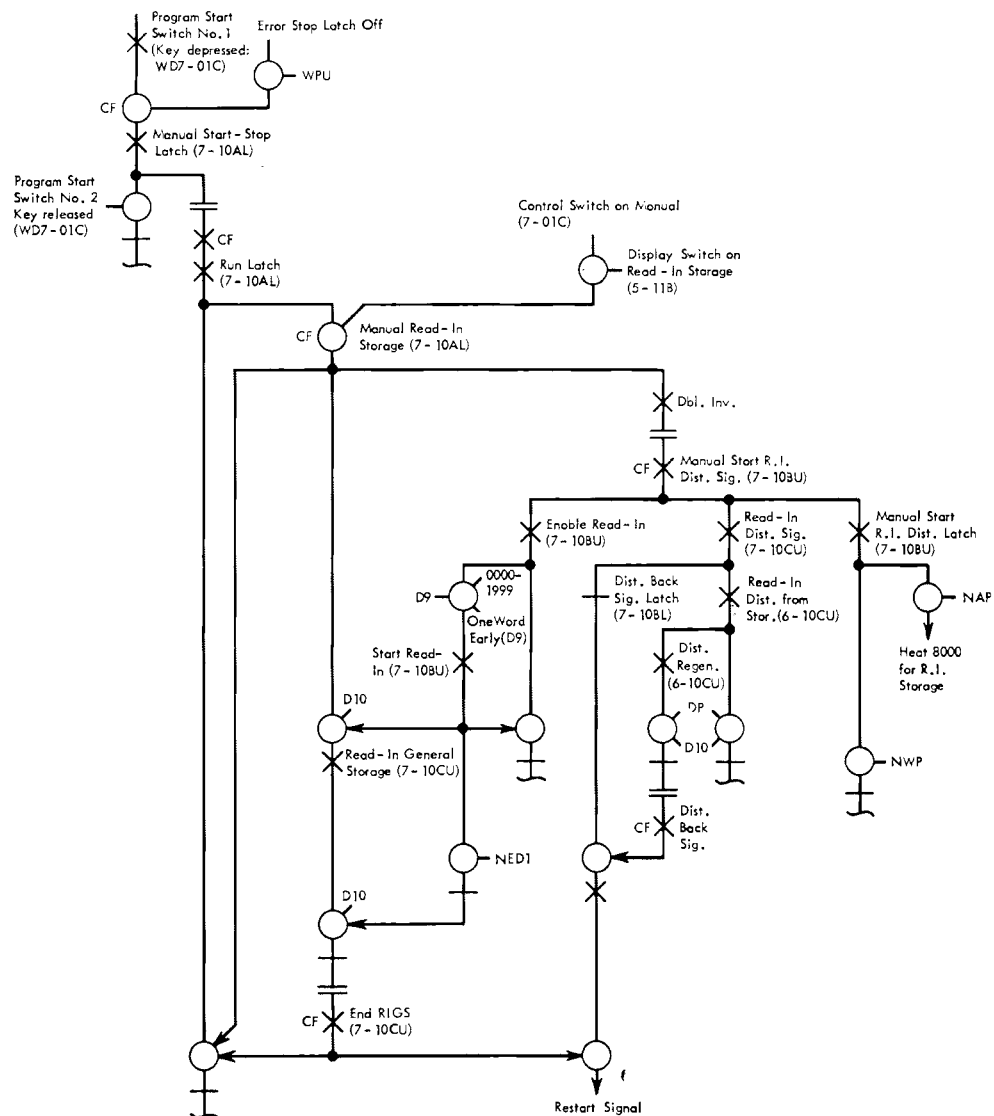 Program Start
Switch No. 1
(Key depressed:
WD7-01C)
Error Stop Latch Off
WPU
CF
Manual Start-Stop
Latch (7-10AL)
Program Start
Switch No. 2
Key released
(WD7-01C)
CF
Run Latch
(7-10AL)
Control Switch on Manual
(7-01C)
Display Switch on
Read-In Storage
(5-11B)
CF
Manual Read-In
Storage (7-10AL)
Dbl. Inv.
CF
Manual Start R.I.
Dist. Sig. (7-10BU)
Enable Read-In
(7-10BU)
Read-In
Dist. Sig.
(7-10CU)
Manual Start
R.I. Dist. Latch
(7-10BU)
D9
0000-
1999
One Word
Early (D9)
Dist. Back
Sig. Latch
(7-10BL)
Read-In
Dist. from
Stor. (6-10CU)
NAP
Heat 8000
for R.I.
Storage
Start Read-
In (7-10BU)
Dist.
Regen.
(6-10CU)
D10
DP
D10
Read-In General
Storage (7-10CU)
NWP
CF
Dist.
Back
Sig.
NED1
D10
CF
End RIGS
(7-10CU)
Restart Signal